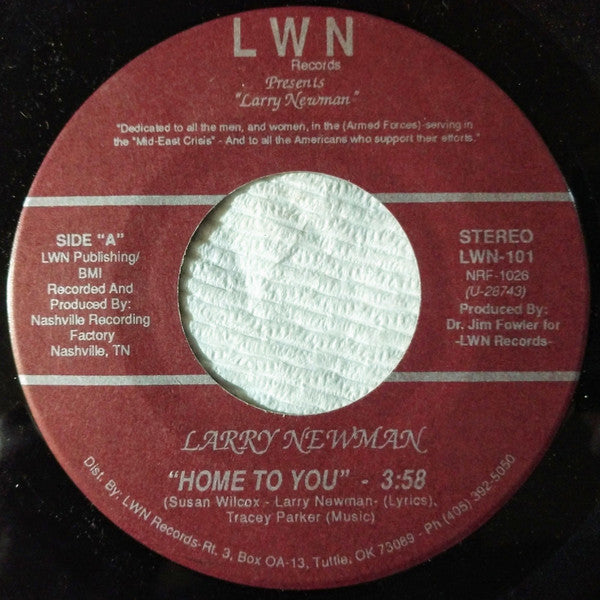 LWN
Records
Presents
"Larry Newman"
"Dedicated to all the men, and women, in the (Armed Forces)-serving in
the "Mid-East Crisis" - And to all the Americans who support their efforts."
SIDE "A"
LWN Publishing/
BMI
Recorded And
Produced By:
Nashville Recording
Factory
Nashville, TN
STEREO
LWN-101
NRF-1026
(U-28743)
Produced By:
Dr. Jim Fowler for
-LWN Records-
LARRY NEWMAN
"HOME TO YOU" - 3:58
(Susan Wilcox - Larry Newman- (Lyrics),
Tracey Parker (Music)
Dist. By: LWN Records-Rt. 3, Box OA-13, Tuttle, OK 73089 - Ph (405) 392-5050